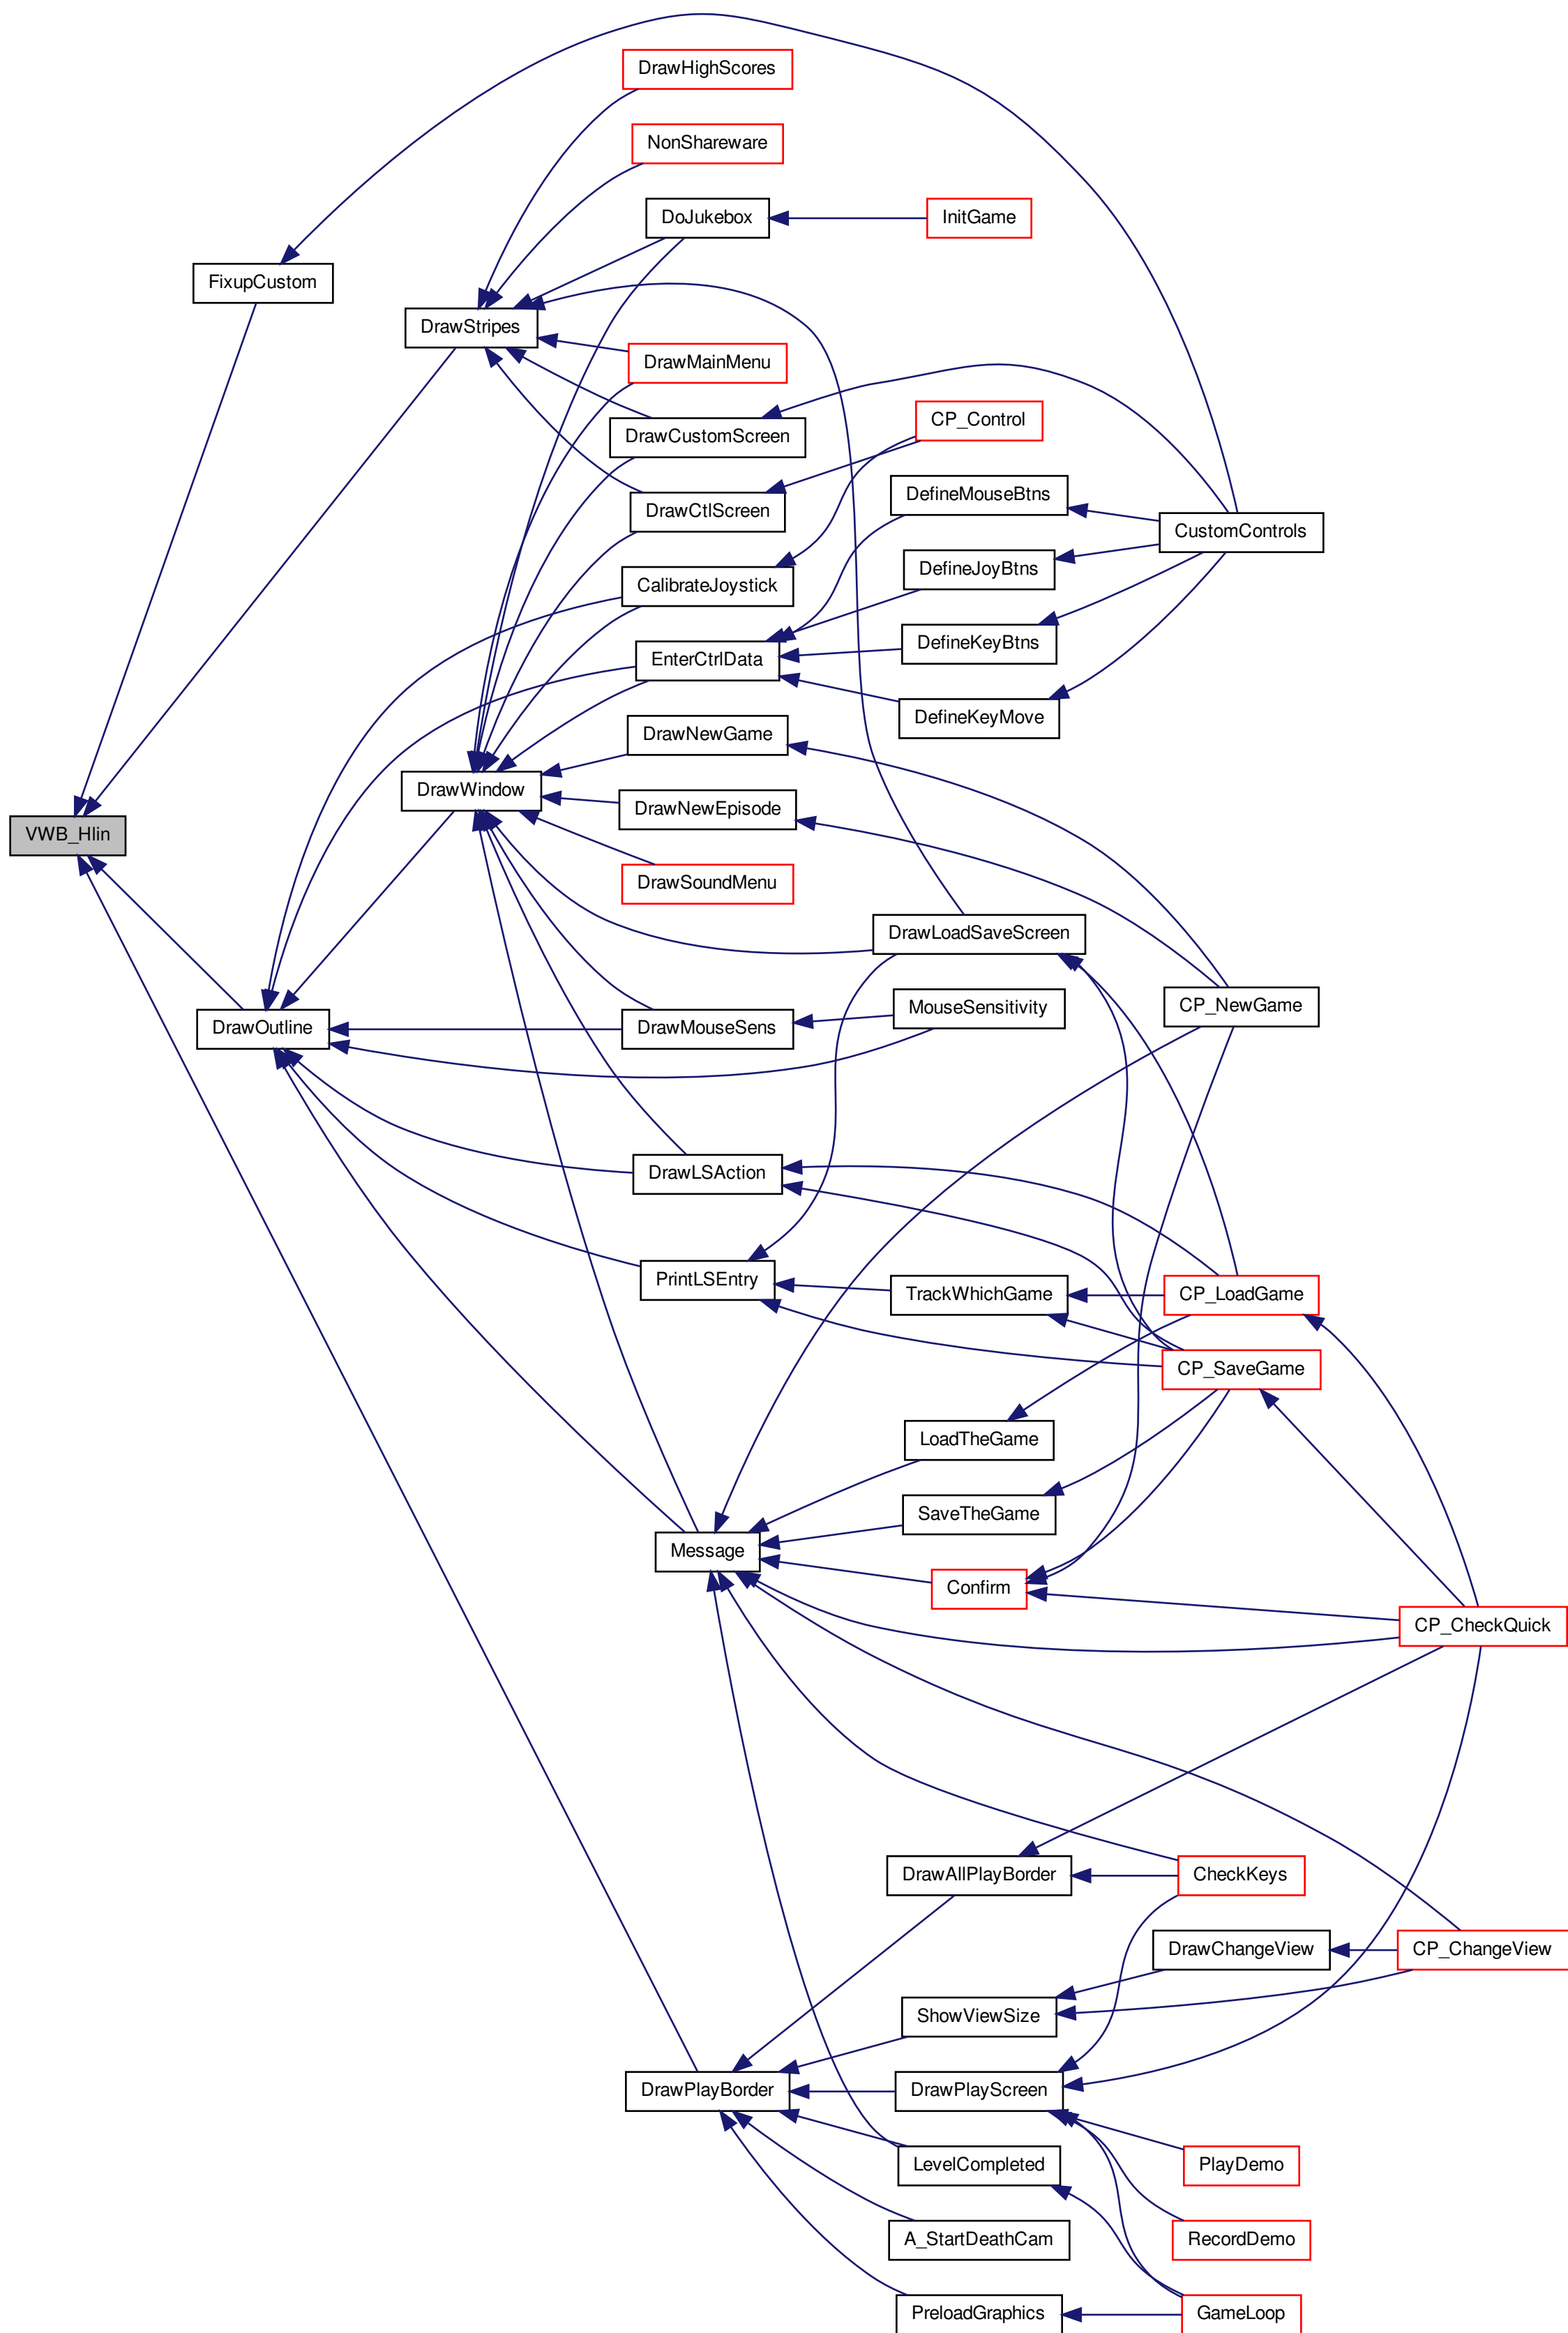 DrawHighScores
NonShareware
DoJukebox
InitGame
FixupCustom
DrawStripes
DrawMainMenu
CP_Control
DrawCustomScreen
DefineMouseBtns
DrawCtlScreen
CustomControls
DefineJoyBtns
CalibrateJoystick
DefineKeyBtns
EnterCtrlData
DefineKeyMove
DrawNewGame
DrawWindow
DrawNewEpisode
VWB_Hlin
DrawSoundMenu
DrawLoadSaveScreen
MouseSensitivity
CP_NewGame
DrawOutline
DrawMouseSens
DrawLSAction
PrintLSEntry
TrackWhichGame
CP_LoadGame
CP_SaveGame
LoadTheGame
SaveTheGame
Message
Confirm
CP_CheckQuick
DrawAllPlayBorder
CheckKeys
DrawChangeView
CP_ChangeView
ShowViewSize
DrawPlayBorder
DrawPlayScreen
LevelCompleted
PlayDemo
A_StartDeathCam
RecordDemo
PreloadGraphics
GameLoop